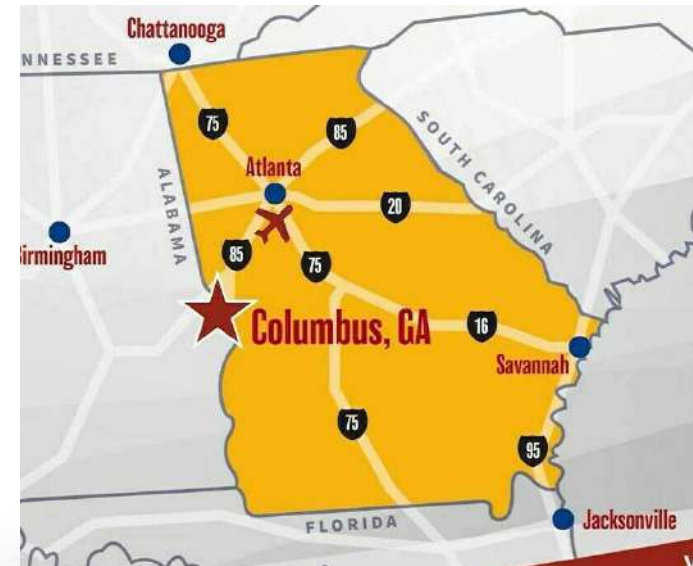 Chattanooga
NNESSEE
75
85
SOUTH CAROLINA
Atlanta
ALABAMA
20
irmingham
85
75
Columbus, GA
16
Savannah
75
95
FLORIDA
Jacksonville